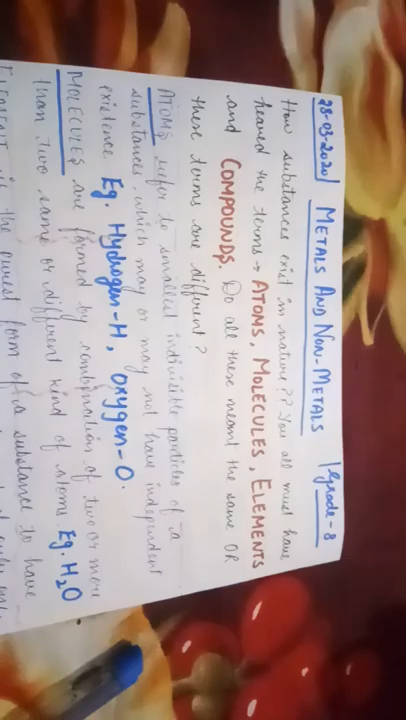 28-03-2020 METALS AND NON-METALS Grade-8
How substances exist in nature?? You all must have
heared the terms → ATOMS, MOLECULES, ELEMENTS
and COMPOUNDS. Do all these meant the same OR
these terms are different?
ATOMS refer to smallest indivisible particles of a
substances, which may or may not have independent
existence Eg. Hydrogen-H, Oxygen-O.
MOLECULES are formed by combination of two or more
than two same or different kind of atoms. Eg. H2O
is the purest form of a substance to have